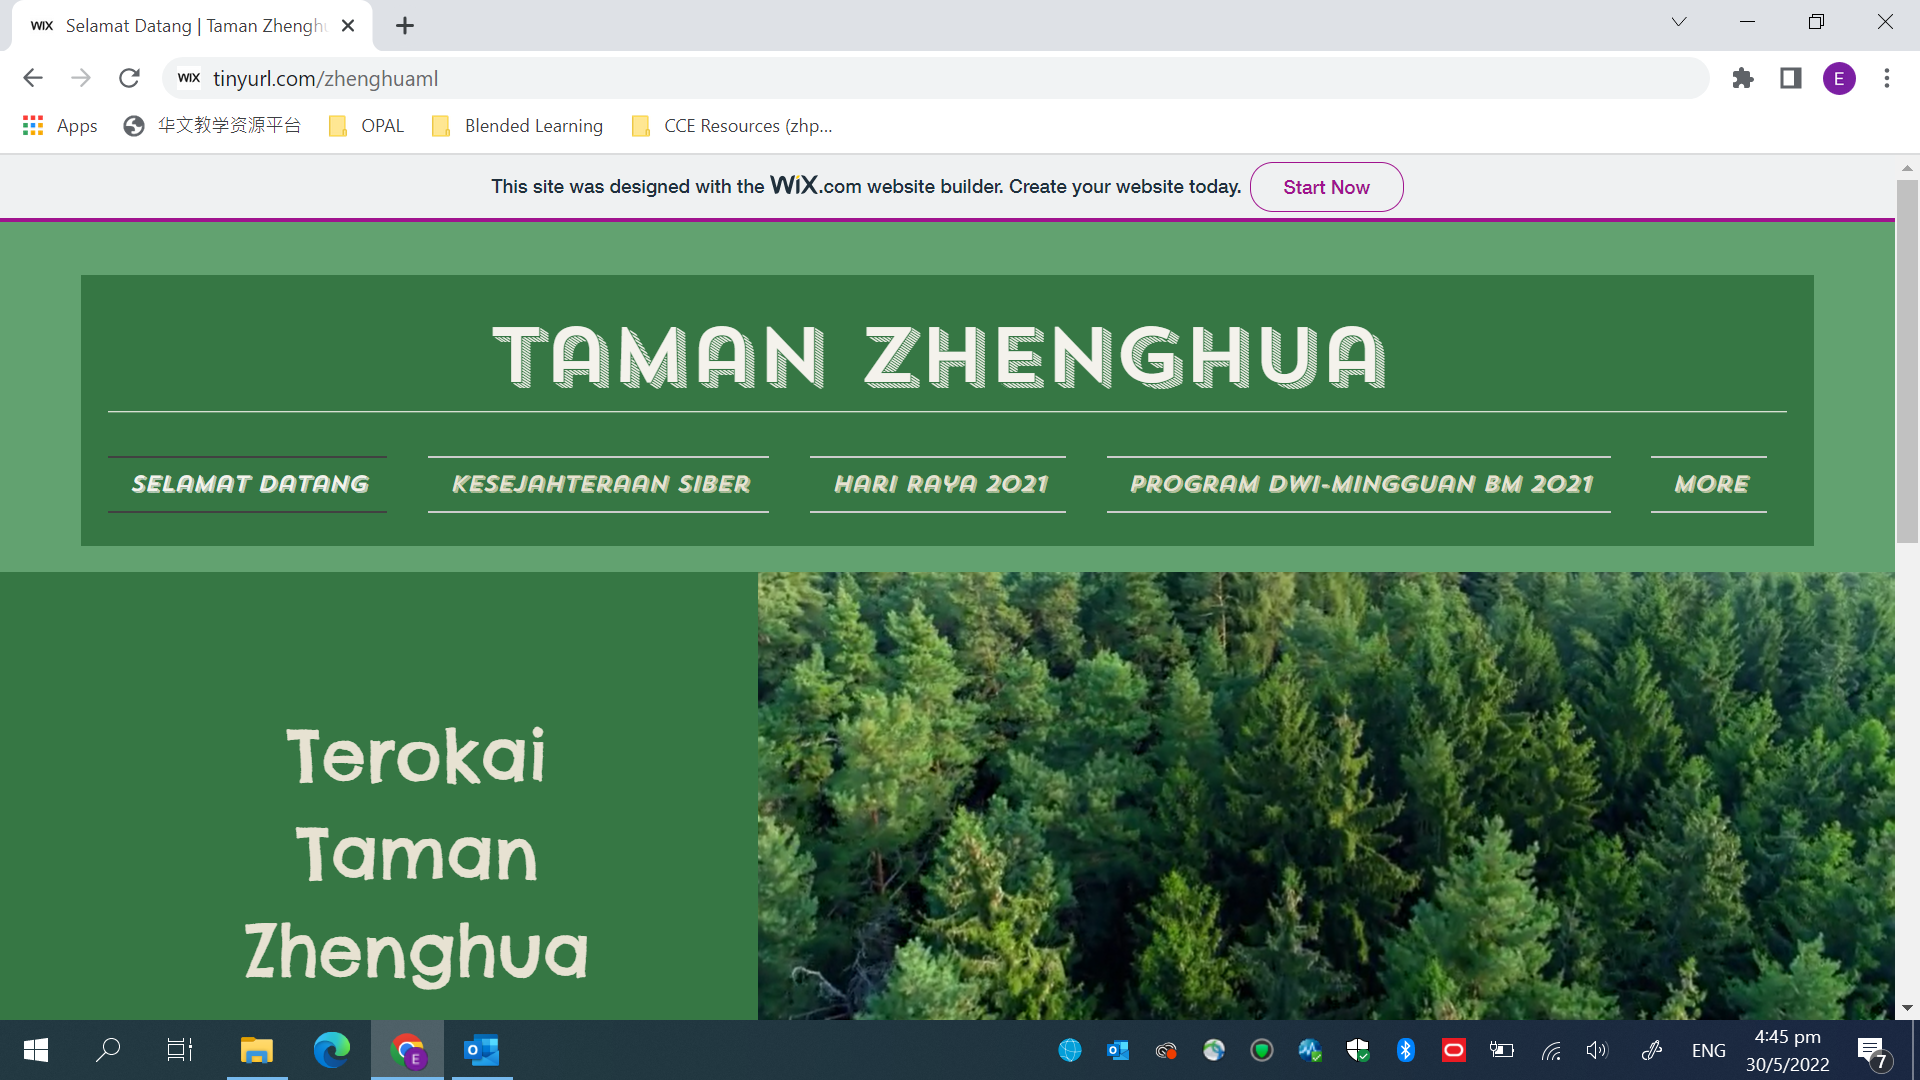 WIX Selamat Datang | Taman Zhengh
WIX tinyurl.com/zhenghuaml
E
Apps 华文教学资源平台 OPAL Blended Learning CCE Resources (zhp...
This site was designed with the WiX.com website builder. Create your website today. Start Now
TAMAN ZHENGHUA
SELAMAT DATANG KESEJAHTERAAN SIBER HARI RAYA 2021 PROGRAM DWI-MINGGUAN BM 2021 MORE
Terokai
Taman
Zhenghua
E
ENG
4:45 pm
30/5/2022
7